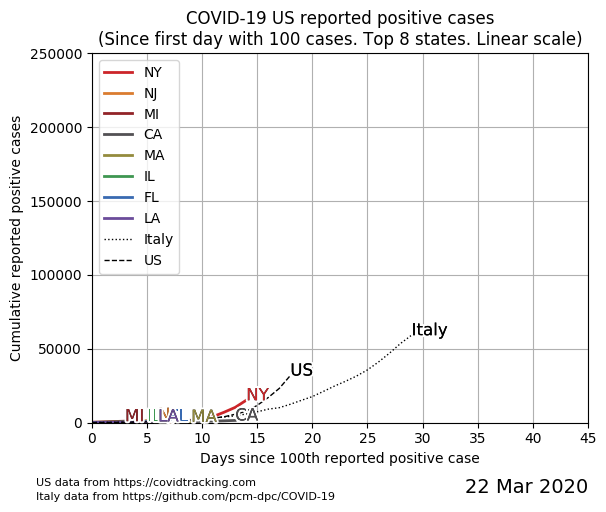 COVID-19 US reported positive cases
(Since first day with 100 cases. Top 8 states. Linear scale)
250000
200000
150000
100000
50000
0
Cumulative reported positive cases
NY
NJ
MI
CA
MA
IL
FL
LA
Italy
US
Italy
US
NY
MI
LA
MA
CA
0 5 10 15 20 25 30 35 40 45
Days since 100th reported positive case
US data from https://covidtracking.com
Italy data from https://github.com/pcm-dpc/COVID-19
22 Mar 2020